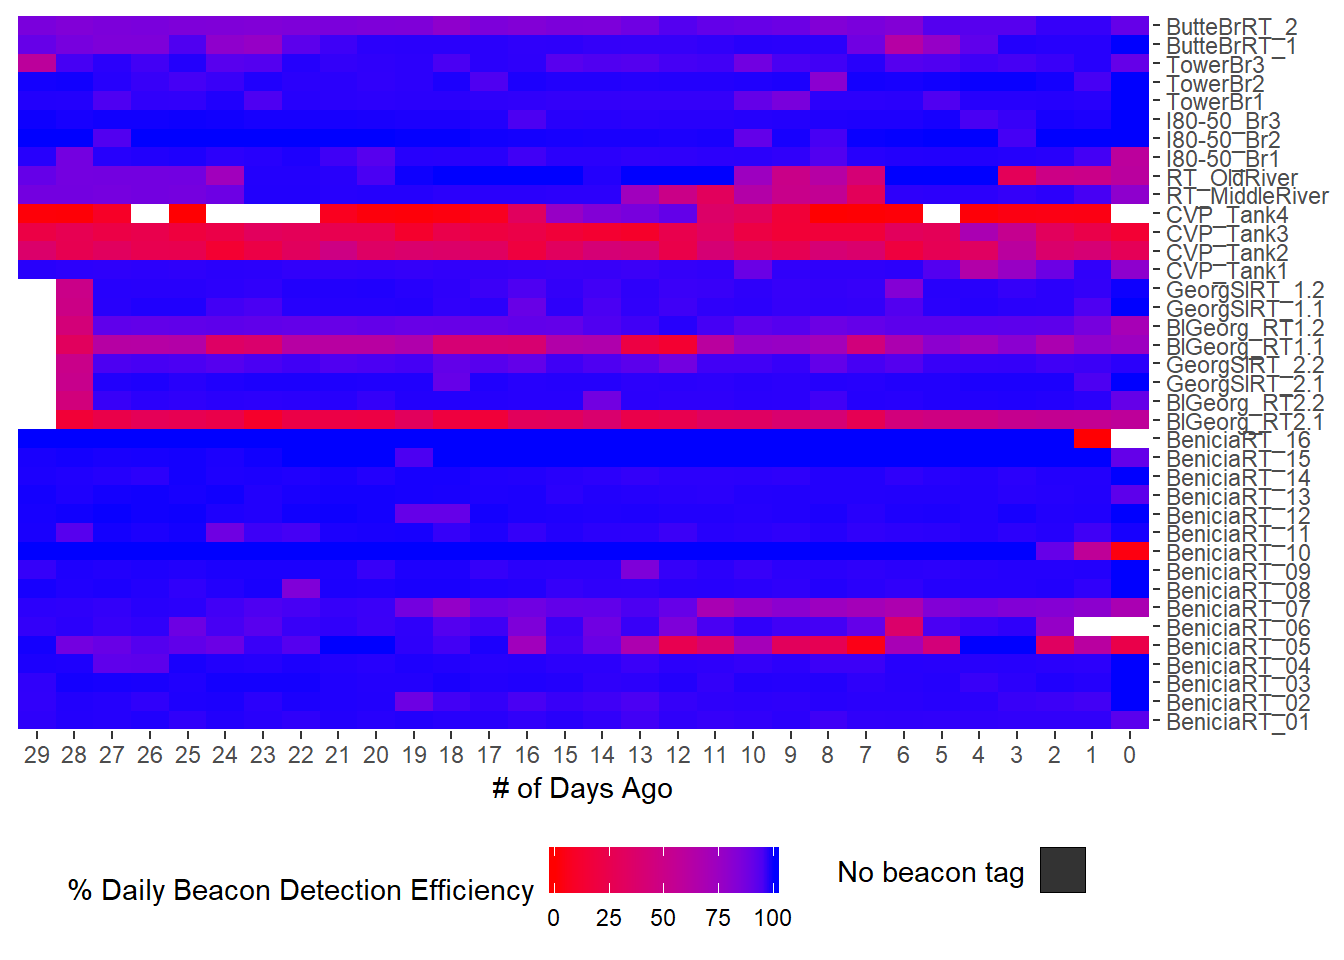 ButteBrRT_2
ButteBrRT_1
TowerBr3
TowerBr2
TowerBr1
I80-50_Br3
I80-50_Br2
I80-50_Br1
RT_OldRiver
RT_MiddleRiver
CVP_Tank4
CVP_Tank3
CVP_Tank2
CVP_Tank1
GeorgSlRT_1.2
GeorgSlRT_1.1
BlGeorg_RT1.2
BlGeorg_RT1.1
GeorgSlRT_2.2
GeorgSlRT_2.1
BlGeorg_RT2.2
BlGeorg_RT2.1
BeniciaRT_16
BeniciaRT_15
BeniciaRT_14
BeniciaRT_13
BeniciaRT_12
BeniciaRT_11
BeniciaRT_10
BeniciaRT_09
BeniciaRT_08
BeniciaRT_07
BeniciaRT_06
BeniciaRT_05
BeniciaRT_04
BeniciaRT_03
BeniciaRT_02
BeniciaRT_01
29 28 27 26 25 24 23 22 21 20 19 18 17 16 15 14 13 12 11 10 9 8 7 6 5 4 3 2 1 0
# of Days Ago
% Daily Beacon Detection Efficiency
0 25 50 75 100
No beacon tag